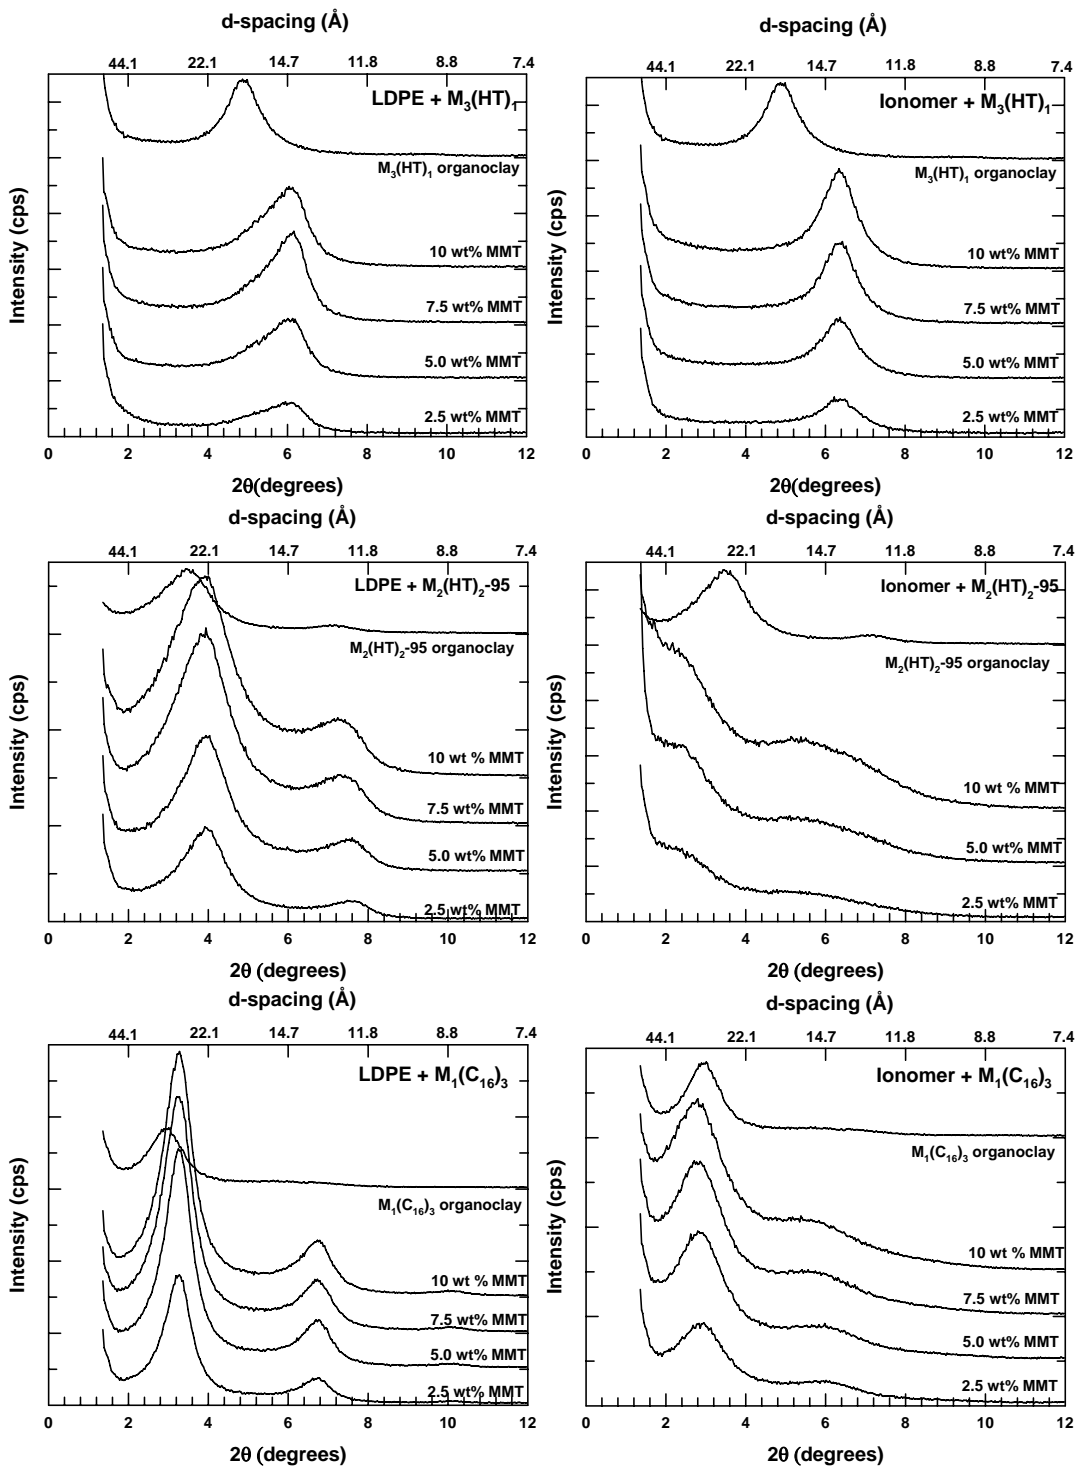 d-spacing (Å)
44.1 22.1 14.7 11.8 8.8 7.4
LDPE + M3(HT)1
M3(HT)1 organoclay
10 wt% MMT
7.5 wt% MMT
5.0 wt% MMT
2.5 wt% MMT
Intensity (cps)
0 2 4 6 8 10 12
2θ(degrees)
d-spacing (Å)
44.1 22.1 14.7 11.8 8.8 7.4
Ionomer + M3(HT)1
M3(HT)1 organoclay
10 wt% MMT
7.5 wt% MMT
5.0 wt% MMT
2.5 wt% MMT
Intensity (cps)
0 2 4 6 8 10 12
2θ(degrees)
d-spacing (Å)
44.1 22.1 14.7 11.8 8.8 7.4
LDPE + M2(HT)2-95
M2(HT)2-95 organoclay
10 wt % MMT
7.5 wt% MMT
5.0 wt% MMT
2.5 wt% MMT
Intensity (cps)
0 2 4 6 8 10 12
2θ (degrees)
d-spacing (Å)
44.1 22.1 14.7 11.8 8.8 7.4
Ionomer + M2(HT)2-95
M2(HT)2-95 organoclay
10 wt % MMT
5.0 wt% MMT
2.5 wt% MMT
Intensity (cps)
0 2 4 6 8 10 12
2θ (degrees)
d-spacing (Å)
44.1 22.1 14.7 11.8 8.8 7.4
LDPE + M1(C16)3
M1(C16)3 organoclay
10 wt % MMT
7.5 wt% MMT
5.0 wt% MMT
2.5 wt% MMT
Intensity (cps)
0 2 4 6 8 10 12
2θ (degrees)
d-spacing (Å)
44.1 22.1 14.7 11.8 8.8 7.4
Ionomer + M1(C16)3
M1(C16)3 organoclay
10 wt % MMT
7.5 wt% MMT
5.0 wt% MMT
2.5 wt% MMT
Intensity (cps)
0 2 4 6 8 10 12
2θ (degrees)